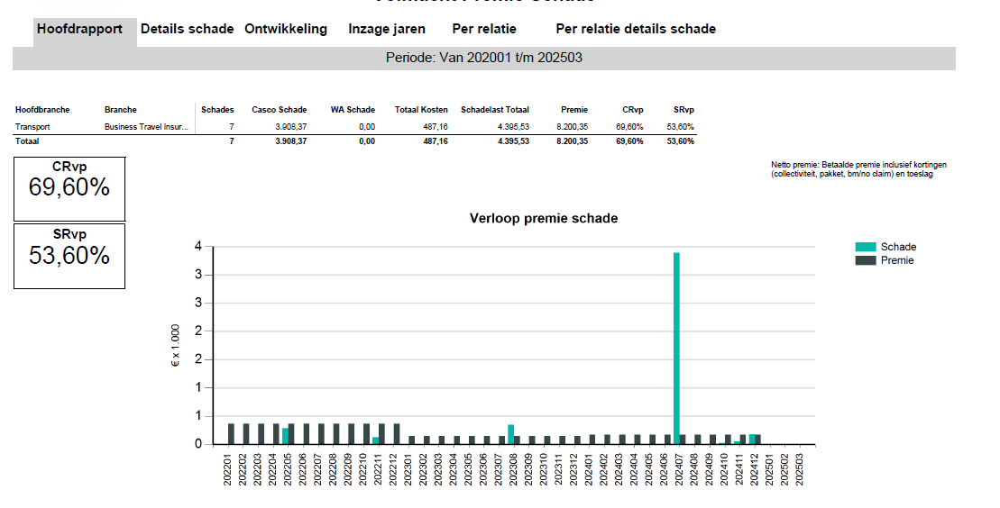 Volmacht Premie Schade
Hoofdrapport Details schade Ontwikkeling Inzage jaren Per relatie Per relatie details schade
Periode: Van 202001 t/m 202503
Hoofdbranche Branche Schades Casco Schade WA Schade Totaal Kosten Schadelast Totaal Premie CRvp SRvp
Transport Business Travel Insur... 7 3.908,37 0,00 487,16 4.395,53 8.200,35 69,60% 53,60%
Totaal 7 3.908,37 0,00 487,16 4.395,53 8.200,35 69,60% 53,60%
CRvp
69,60%
SRvp
53,60%
Netto premie: Betaalde premie inclusief kortingen
(collectiviteit, pakket, bm/no claim) en toeslag
Verloop premie schade
Schade
Premie
€ x 1.000
4
3
3
2
2
1
1
0
202201 202202 202203 202204 202205 202206 202207 202208 202209 202210 202211 202212 202301 202302 202303 202304 202305 202306 202307 202308 202309 202310 202311 202312 202401 202402 202403 202404 202405 202406 202407 202408 202409 202410 202411 202412 202501 202502 202503